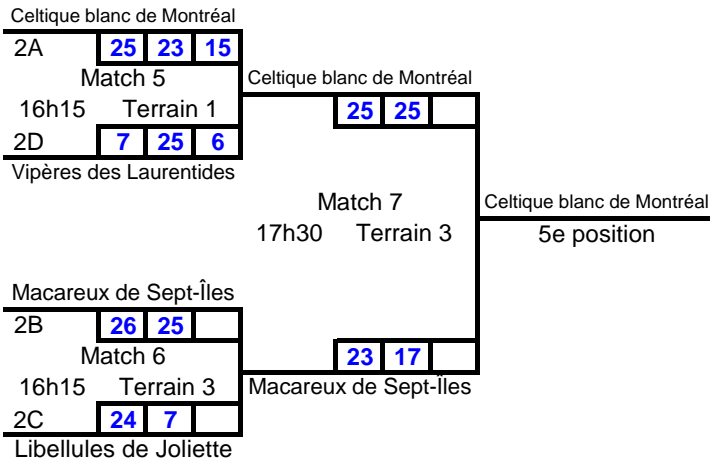 Celtique blanc de Montréal
2A 25 23 15
Match 5
16h15 Terrain 1
2D 7 25 6
Vipères des Laurentides
Celtique blanc de Montréal
25 25
Match 7
17h30 Terrain 3
23 17
Macareux de Sept-Îles
Celtique blanc de Montréal
5e position
Macareux de Sept-Îles
2B 26 25
Match 6
16h15 Terrain 3
2C 24 7
Libellules de Joliette